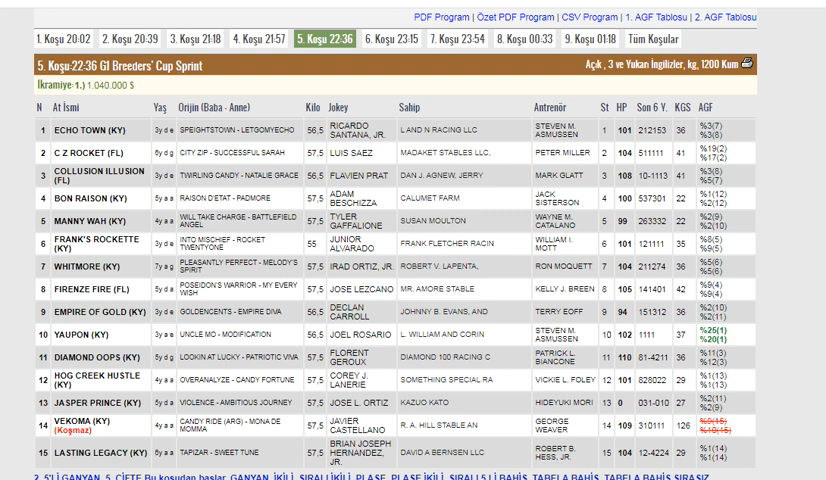 PDF Program | Özet PDF Program | CSV Program | 1. AGF Tablosu | 2. AGF Tablosu
1. Koşu 20:02 2. Koşu 20:39 3. Koşu 21:18 4. Koşu 21:57 5. Koşu 22:36 6. Koşu 23:15 7. Koşu 23:54 8. Koşu 00:33 9. Koşu 01:18 Tüm Koşular
5. Koşu:22:36 G1 Breeders' Cup Sprint Açık , 3 ve Yukarı İngilizler, kg, 1200 Kum
İkramiye:1.) 1.040.000 $
N At İsmi Yaş Orijin (Baba - Anne) Kilo Jokey Sahip Antrenör St HP Son 6 Y. KGS AGF
1 ECHO TOWN (KY) 3y d e SPEIGHTSTOWN - LETGOMYECHO 56,5 RICARDO SANTANA, JR. L AND N RACING LLC STEVEN M. ASMUSSEN 1 101 212153 36 %3(7) %3(8)
2 C Z ROCKET (FL) 6y d g CITY ZIP - SUCCESSFUL SARAH 57,5 LUIS SAEZ MADAKET STABLES LLC, PETER MILLER 2 104 511111 41 %19(2) %17(2)
3 COLLUSION ILLUSION (FL) 3y d e TWIRLING CANDY - NATALIE GRACE 56,5 FLAVIEN PRAT DAN J. AGNEW, JERRY MARK GLATT 3 108 10-1113 41 %3(8) %5(7)
4 BON RAISON (KY) 5y a a RAISON D'ETAT - PADMORE 57,5 ADAM BESCHIZZA CALUMET FARM JACK SISTERSON 4 100 537301 22 %1(12) %2(12)
5 MANNY WAH (KY) 4y a a WILL TAKE CHARGE - BATTLEFIELD ANGEL 57,5 TYLER GAFFALIONE SUSAN MOULTON WAYNE M. CATALANO 5 99 263332 22 %2(9) %2(10)
6 FRANK'S ROCKETTE (KY) 3y d e INTO MISCHIEF - ROCKET TWENTYONE 55 JUNIOR ALVARADO FRANK FLETCHER RACIN WILLIAM I. MOTT 6 101 121111 35 %8(5) %9(5)
7 WHITMORE (KY) 7y a g PLEASANTLY PERFECT - MELODY'S SPIRIT 57,5 IRAD ORTIZ, JR. ROBERT V. LAPENTA, RON MOQUETT 7 104 211274 36 %5(6) %5(6)
8 FIRENZE FIRE (FL) 5y d a POSEIDON'S WARRIOR - MY EVERY WISH 57,5 JOSE LEZCANO MR. AMORE STABLE KELLY J. BREEN 8 105 141401 42 %9(4) %9(4)
9 EMPIRE OF GOLD (KY) 3y d e GOLDENCENTS - EMPIRE DIVA 56,5 DECLAN CARROLL JOHNNY B. EVANS, AND TERRY EOFF 9 94 151312 36 %2(10) %2(11)
10 YAUPON (KY) 3y a e UNCLE MO - MODIFICATION 56,5 JOEL ROSARIO L. WILLIAM AND CORIN STEVEN M. ASMUSSEN 10 102 1111 37 %25(1) %20(1)
11 DIAMOND OOPS (KY) 5y d g LOOKIN AT LUCKY - PATRIOTIC VIVA 57,5 FLORENT GEROUX DIAMOND 100 RACING C PATRICK L. BIANCONE 11 110 81-4211 36 %11(3) %12(3)
12 HOG CREEK HUSTLE (KY) 4y a a OVERANALYZE - CANDY FORTUNE 57,5 COREY J. LANERIE SOMETHING SPECIAL RA VICKIE L. FOLEY 12 101 828022 29 %1(13) %1(13)
13 JASPER PRINCE (KY) 5y d a VIOLENCE - AMBITIOUS JOURNEY 57,5 JOSE L. ORTIZ KAZUO KATO HIDEYUKI MORI 13 0 031-010 27 %2(11) %2(9)
14 VEKOMA (KY) (Koşmaz) 4y a a CANDY RIDE (ARG) - MONA DE MOMMA 57,5 JAVIER CASTELLANO R. A. HILL STABLE AN GEORGE WEAVER 14 109 310111 126
15 LASTING LEGACY (KY) 6y a a TAPIZAR - SWEET TUNE 57,5 BRIAN JOSEPH HERNANDEZ, JR. DAVID A BERNSEN LLC ROBERT B. HESS, JR. 15 104 12-4224 29 %1(14) %1(14)